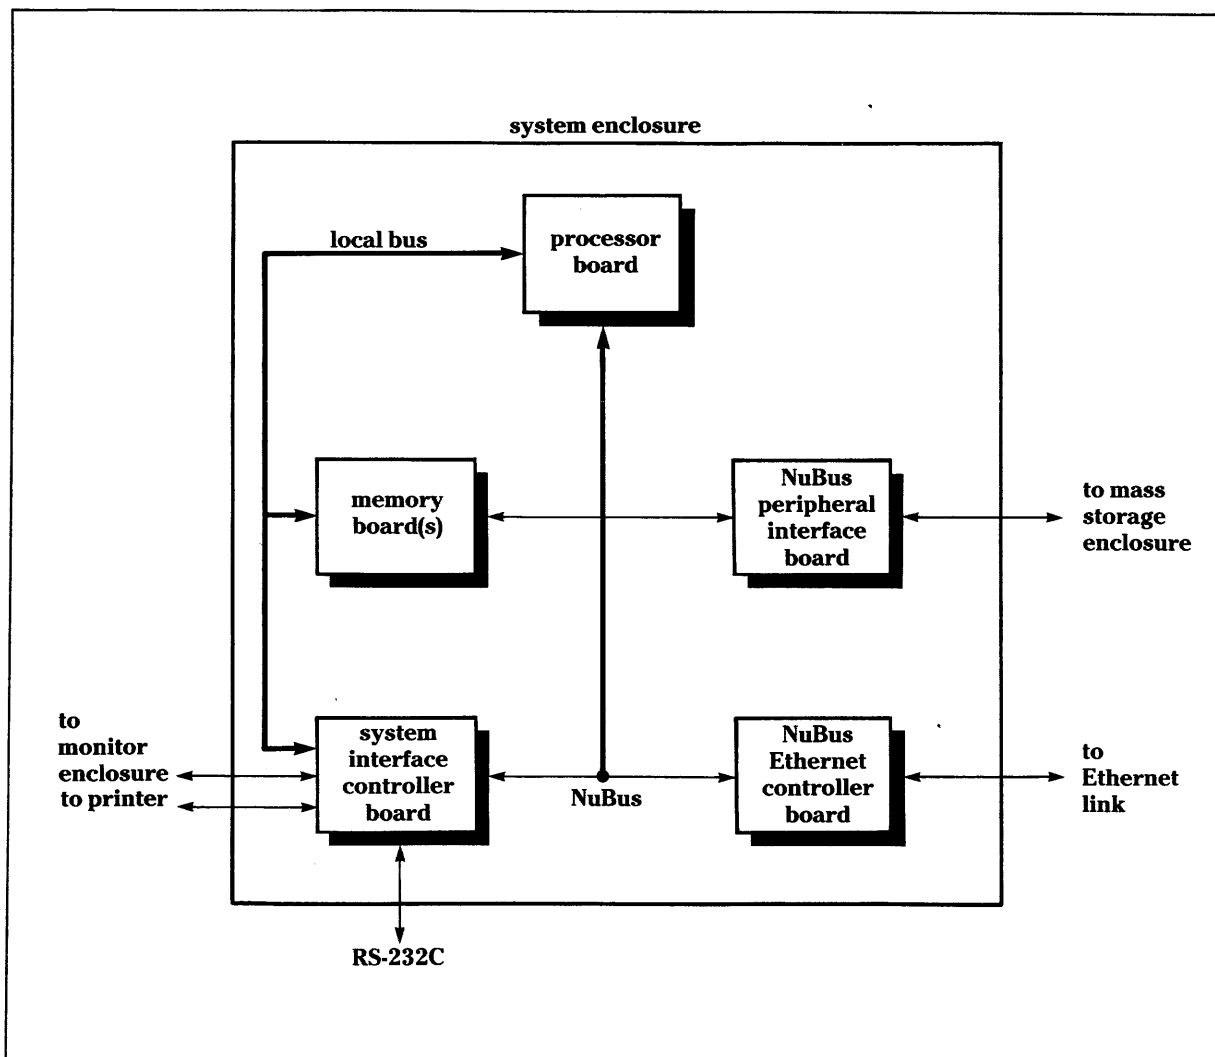 system enclosure
local bus
processor
board
memory
board(s)
NuBus
peripheral
interface
board
to mass
storage
enclosure
to
monitor
enclosure
to printer
system
interface
controller
board
NuBus
NuBus
Ethernet
controller
board
to
Ethernet
link
RS-232C